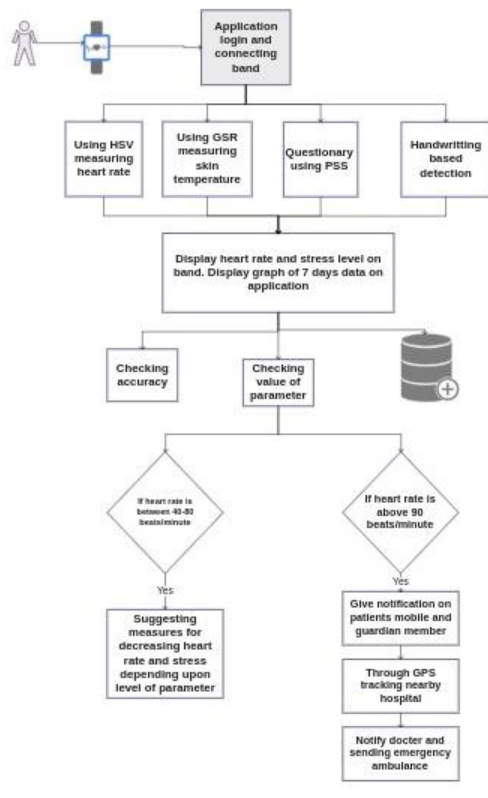 Application
login and
connecting
band
Using HSV
measuring
heart rate
Using GSR
measuring
skin
temperature
Questionary
using PSS
Handwritting
based
detection
Display heart rate and stress level on
band. Display graph of 7 days data on
application
Checking
accuracy
Checking
value of
parameter
If heart rate is
between 40-80
beats/minute
If heart rate is
above 90
beats/minute
Yes
Yes
Suggesting
measures for
decreasing heart
rate and stress
depending upon
level of parameter
Give notification on
patients mobile and
guardian member
Through GPS
tracking nearby
hospital
Notify docter and
sending emergency
ambulance